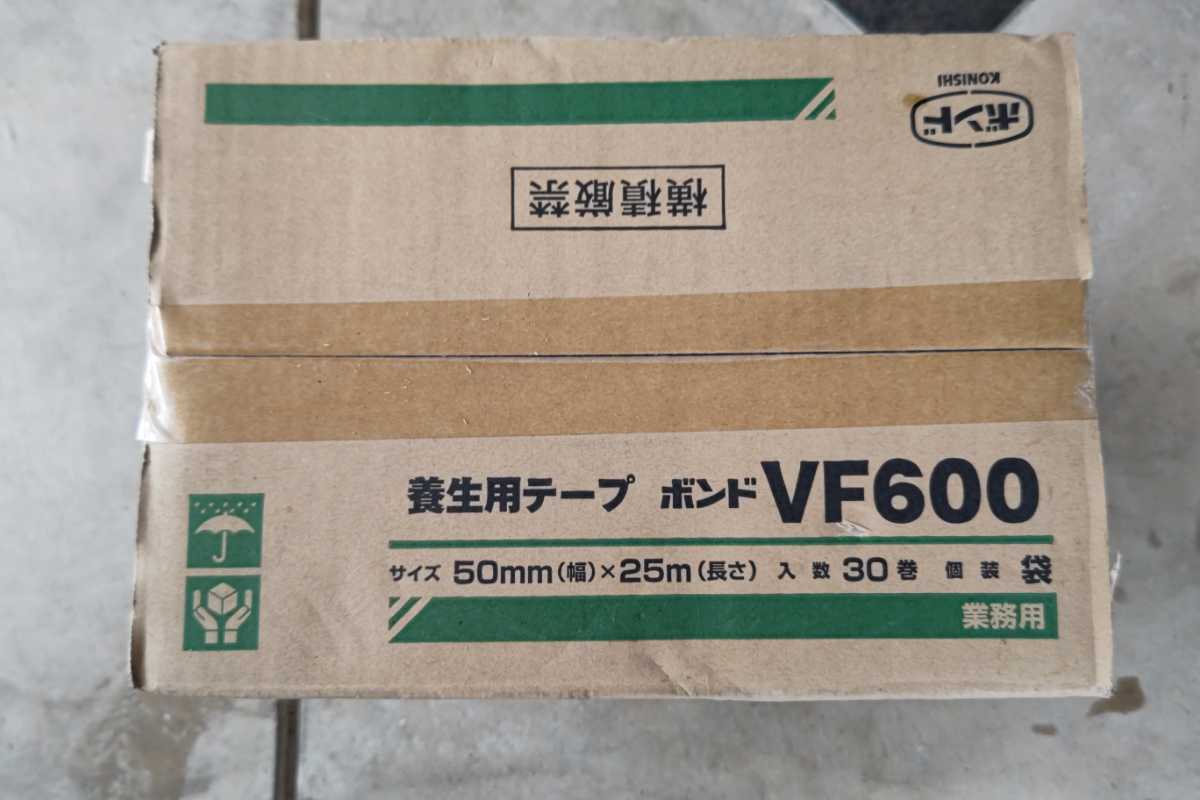 KONISHI
ボンド
横積厳禁
養生用テープ ボンド VF600
サイズ 50mm(幅)×25m(長さ) 入数 30巻 個装 袋
業務用